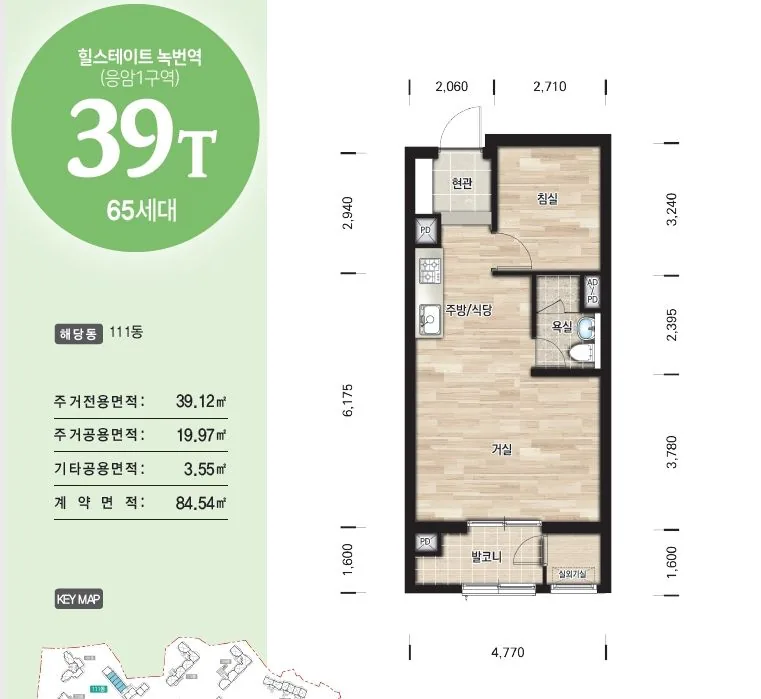 힐스테이트 녹번역
(응암1구역)
39T
65세대
해당동 111동
주거전용면적: 39.12㎡
주거공용면적: 19.97㎡
기타공용면적: 3.55㎡
계 약 면 적: 84.54㎡
KEY MAP
111동
2,060 2,710
2,940
6,175
1,600
3,240
2,395
3,780
1,600
4,770
현관
침실
PD
AD
/
PD
주방/식당
욕실
거실
PD
발코니
실외기실